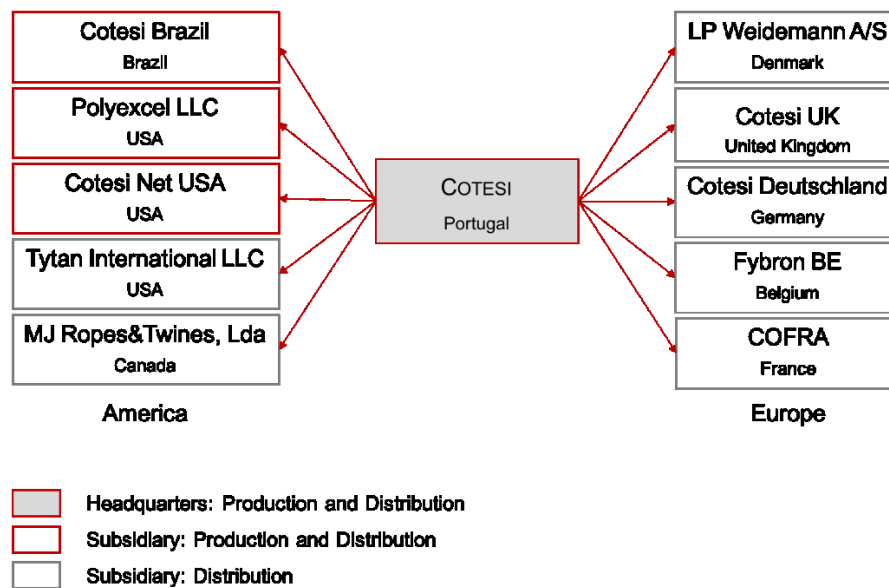 Cotesi Brazil
Brazil
Polyexcel LLC
USA
Cotesi Net USA
USA
Tytan International LLC
USA
MJ Ropes&Twines, Lda
Canada
America
COTESI
Portugal
LP Weidemann A/S
Denmark
Cotesi UK
United Kingdom
Cotesi Deutschland
Germany
Fybron BE
Belgium
COFRA
France
Europe
Headquarters: Production and Distribution
Subsidiary: Production and Distribution
Subsidiary: Distribution